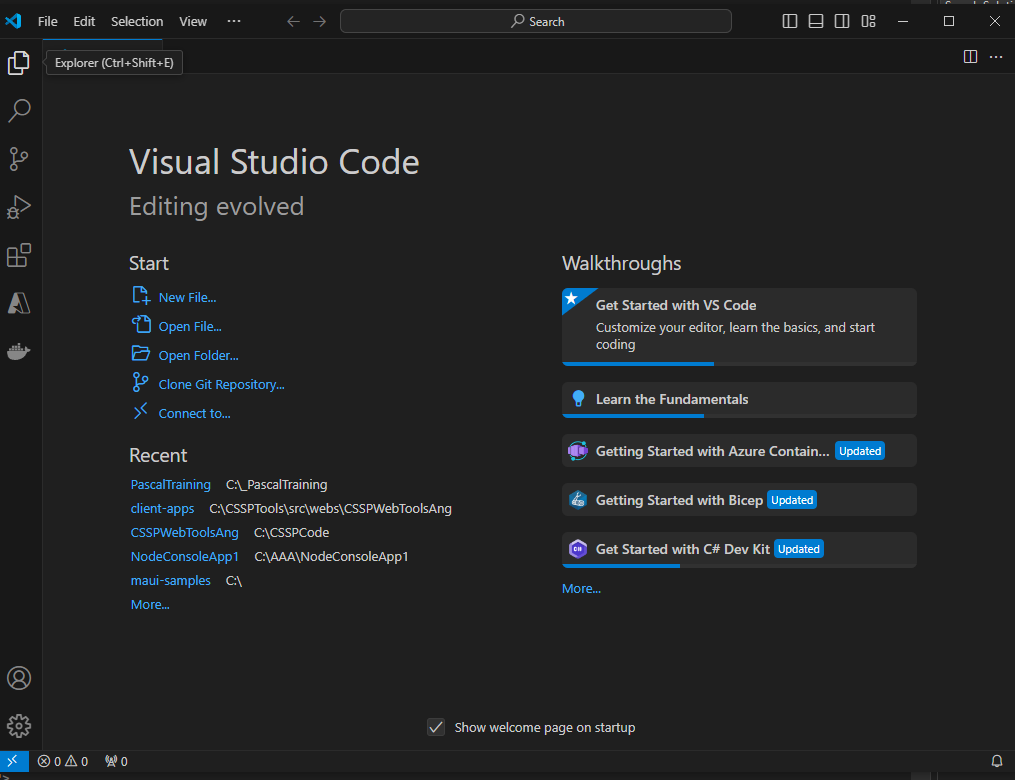 File Edit Selection View ··· Search
Explorer (Ctrl+Shift+E)
Visual Studio Code
Editing evolved
Start
New File...
Open File...
Open Folder...
Clone Git Repository...
Connect to...
Recent
PascalTraining C:\_PascalTraining
client-apps C:\CSSPTools\src\webs\CSSPWebToolsAng
CSSPWebToolsAng C:\CSSPCode
NodeConsoleApp1 C:\AAA\NodeConsoleApp1
maui-samples C:\
More...
Walkthroughs
Get Started with VS Code
Customize your editor, learn the basics, and start
coding
Learn the Fundamentals
Getting Started with Azure Contain... Updated
Getting Started with Bicep Updated
Get Started with C# Dev Kit Updated
More...
Show welcome page on startup
0 0 0